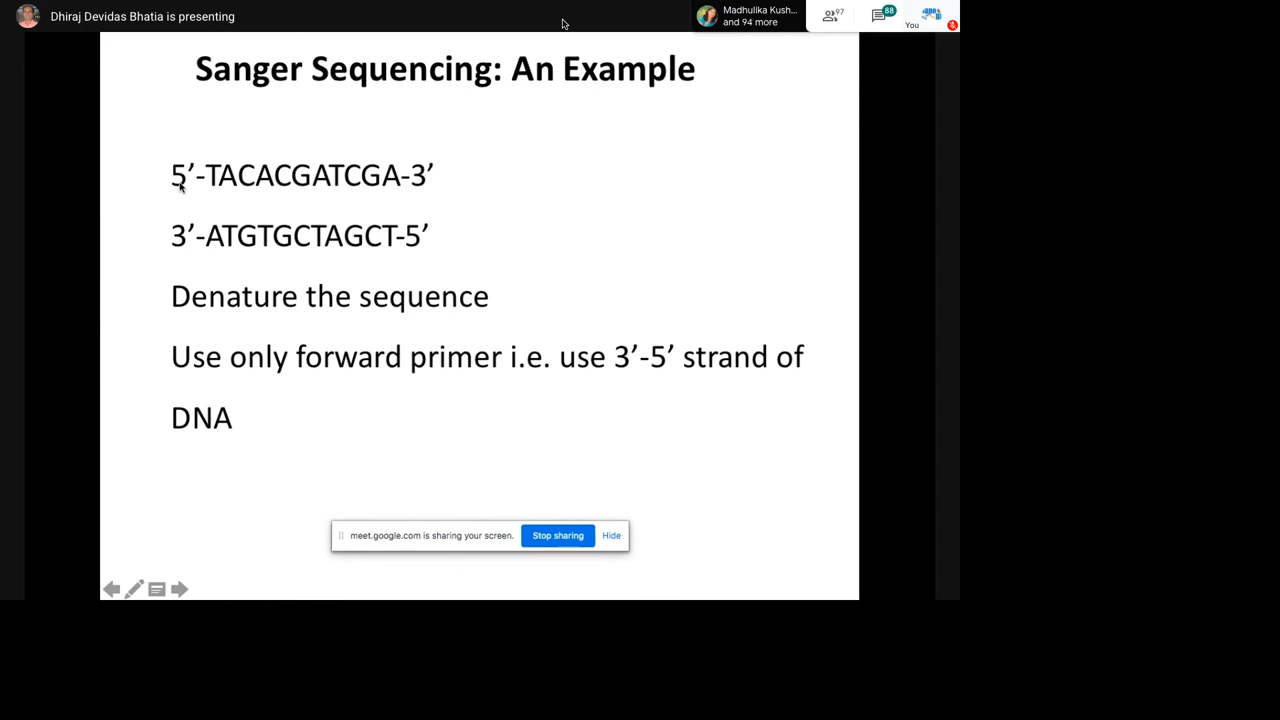 Dhiraj Devidas Bhatia is presenting
Madhulika Kush...
and 94 more
97
88
You
Sanger Sequencing: An Example
5’-TACACGATCGA-3’
3’-ATGTGCTAGCT-5’
Denature the sequence
Use only forward primer i.e. use 3’-5’ strand of
DNA
meet.google.com is sharing your screen.
Stop sharing
Hide